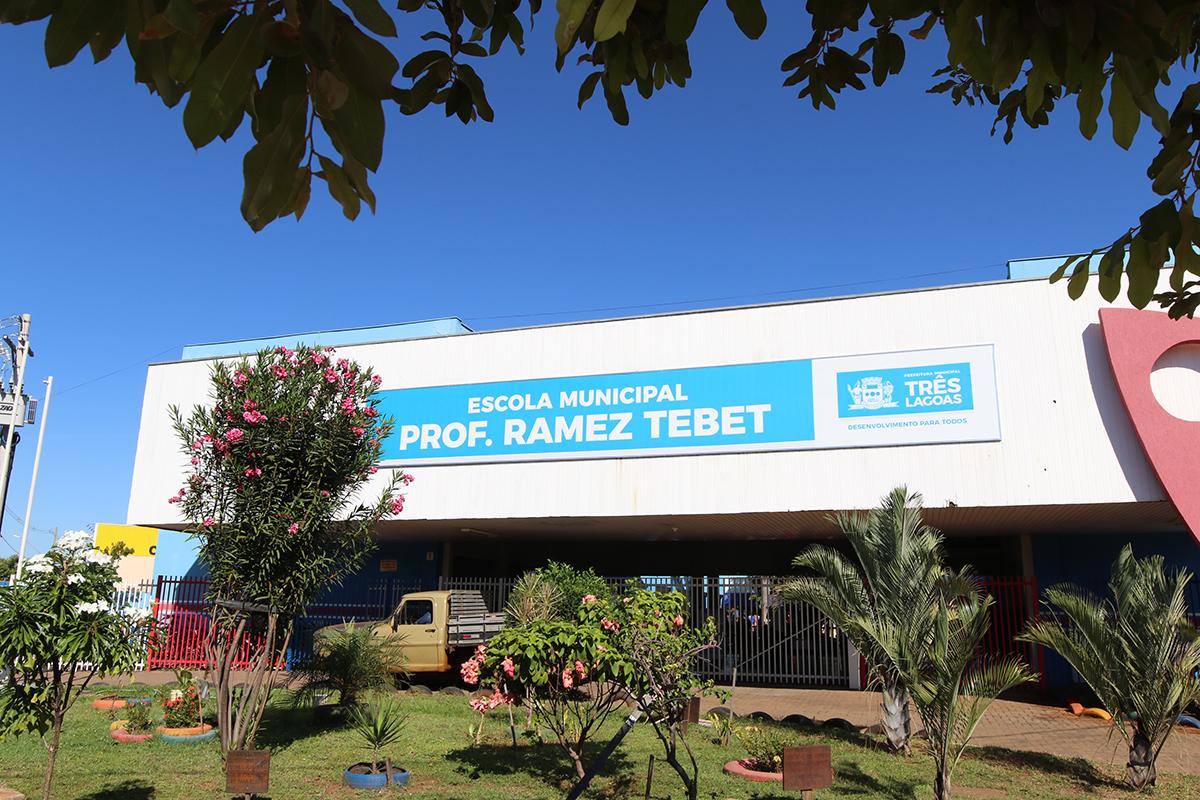 ESCOLA MUNICIPAL
PROF. RAMEZ TEBET
PREFEITURA MUNICIPAL
TRÊS
LAGOAS
DESENVOLVIMENTO PARA TODOS